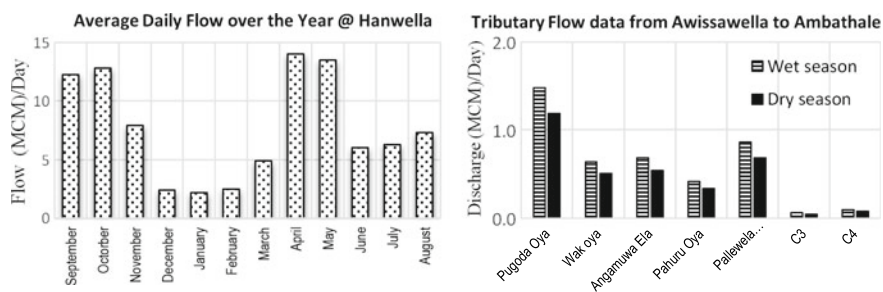 Average Daily Flow over the Year @ Hanwella
Flow (MCM)/Day
15
10
5
0
September
Octorber
November
December
January
February
March
April
May
June
July
August
Tributary Flow data from Awissawella to Ambathale
Discharge (MCM)/Day)
2.0
1.0
0.0
Wet season
Dry season
Pugoda Oya
Wak oya
Angamuwa Ela
Pahuru Oya
Pallewela...
C3
C4